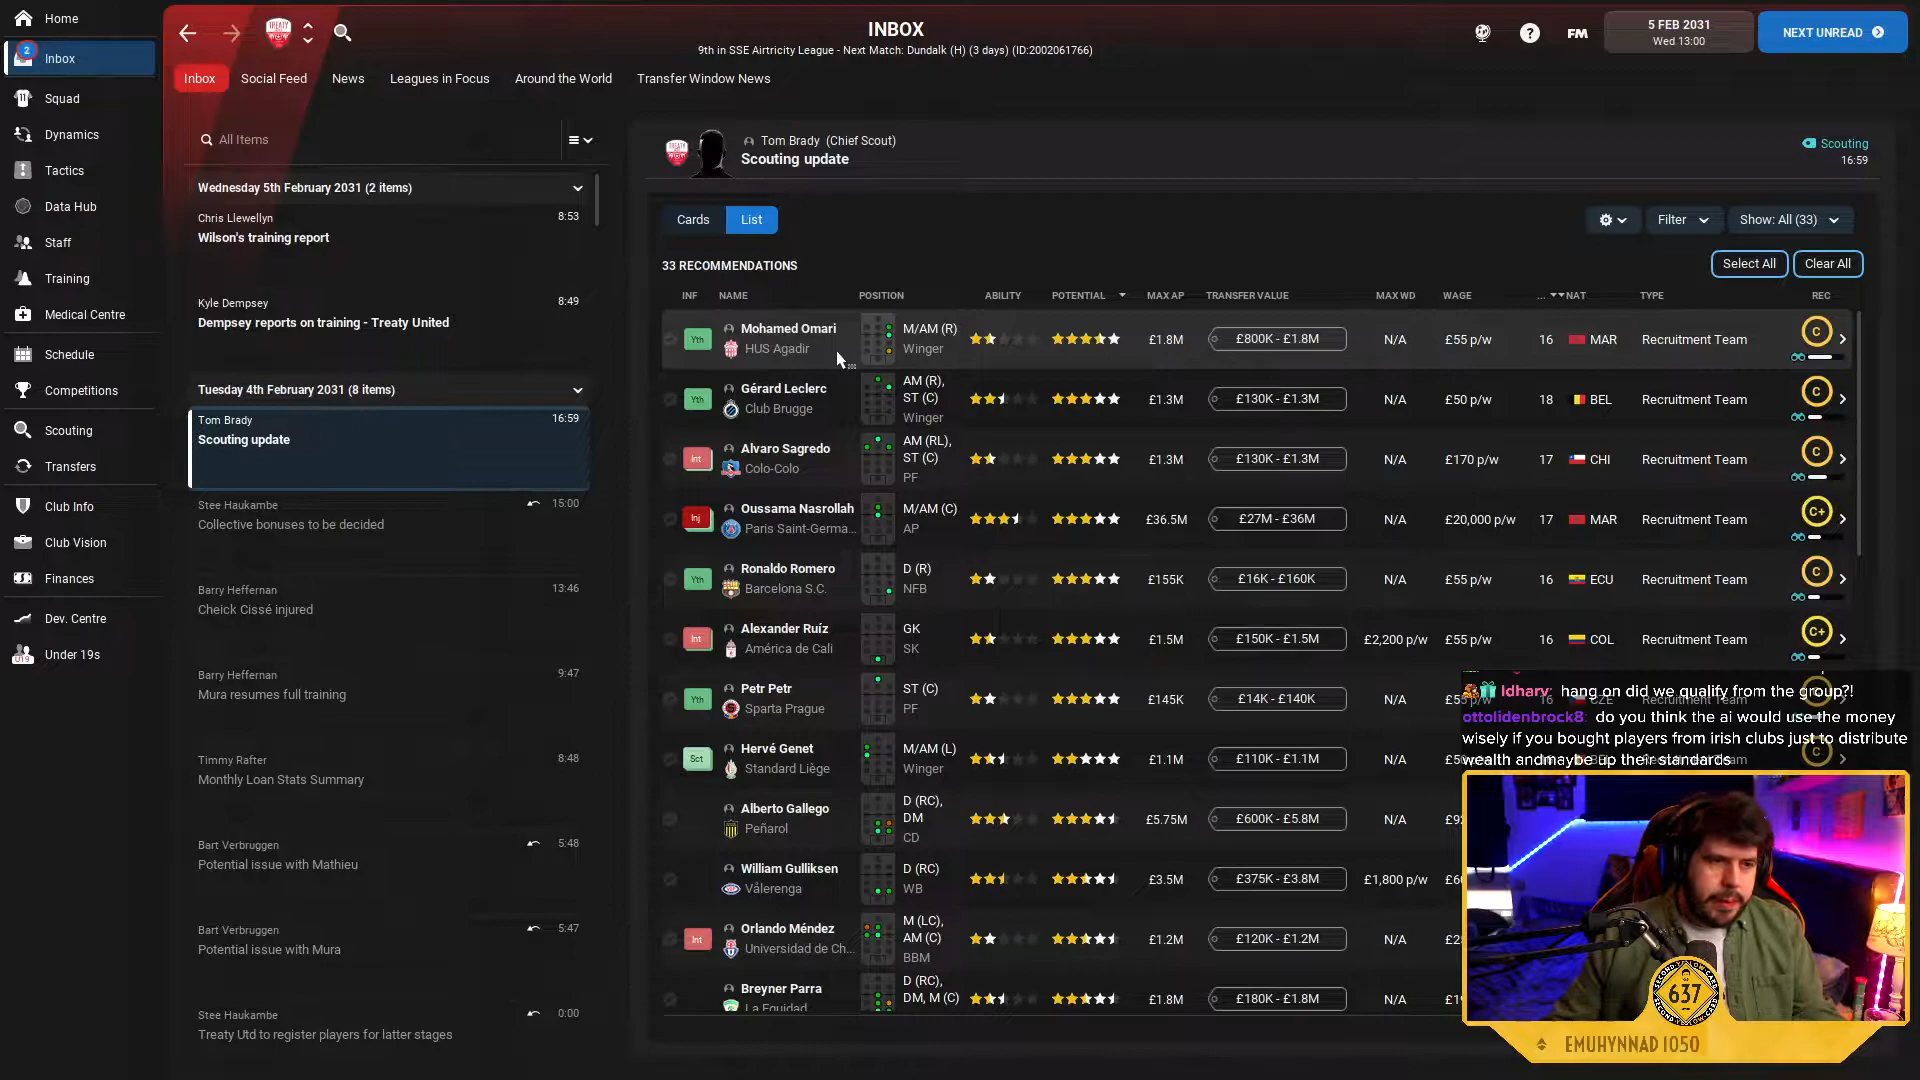 Home
INBOX
9th in SSE Airtricity League - Next Match: Dundalk (H) (3 days) (ID:2002061766)
FM
5 FEB 2031
Wed 13:00
NEXT UNREAD
2
Inbox
Squad
Dynamics
Tactics
Data Hub
Staff
Training
Medical Centre
Schedule
Competitions
Scouting
Transfers
Club Info
Club Vision
Finances
Dev. Centre
U19
Under 19s
Inbox Social Feed News Leagues in Focus Around the World Transfer Window News
All Items
Wednesday 5th February 2031 (2 items)
Chris Llewellyn 8:53
Wilson's training report
Kyle Dempsey 8:49
Dempsey reports on training - Treaty United
Tuesday 4th February 2031 (8 items)
Tom Brady 16:59
Scouting update
Stee Haukambe 15:00
Collective bonuses to be decided
Barry Heffernan 13:46
Cheick Cissé injured
Barry Heffernan 9:47
Mura resumes full training
Timmy Rafter 8:48
Monthly Loan Stats Summary
Bart Verbruggen 5:48
Potential issue with Mathieu
Bart Verbruggen 5:47
Potential issue with Mura
Stee Haukambe 0:00
Treaty Utd to register players for latter stages
Tom Brady (Chief Scout)
Scouting update
Scouting
16:59
Cards List
Filter Show: All (33)
33 RECOMMENDATIONS
Select All Clear All
INF NAME POSITION ABILITY POTENTIAL MAX AP TRANSFER VALUE MAX WD WAGE ... NAT TYPE REC
Yth Mohamed Omari M/AM (R) £1.8M £800K - £1.8M N/A £55 p/w 16 MAR Recruitment Team C
HUS Agadir Winger
Yth Gérard Leclerc AM (R), ST (C) £1.3M £130K - £1.3M N/A £50 p/w 18 BEL Recruitment Team C
Club Brugge Winger
Int Alvaro Sagredo AM (RL), ST (C) £1.3M £130K - £1.3M N/A £170 p/w 17 CHI Recruitment Team C
Colo-Colo PF
Inj Oussama Nasrollah M/AM (C) £36.5M £27M - £36M N/A £20,000 p/w 17 MAR Recruitment Team C+
Paris Saint-Germa... AP
Yth Ronaldo Romero D (R) £155K £16K - £160K N/A £55 p/w 16 ECU Recruitment Team C
Barcelona S.C. NFB
Int Alexander Ruíz GK £1.5M £150K - £1.5M £2,200 p/w £55 p/w 16 COL Recruitment Team C+
América de Cali SK
Yth Petr Petr ST (C) £145K £14K - £140K N/A
Sparta Prague PF
Sct Hervé Genet M/AM (L) £1.1M £110K - £1.1M N/A
Standard Liège Winger
Alberto Gallego D (RC), DM £5.75M £600K - £5.8M N/A
Peñarol CD
William Gulliksen D (RC) £3.5M £375K - £3.8M £1,800 p/w
Vålerenga WB
Int Orlando Méndez M (LC), AM (C) £1.2M £120K - £1.2M N/A
Universidad de Ch... BBM
Breyner Parra D (RC), DM, M (C) £1.8M £180K - £1.8M N/A
La Equidad
ldhary: hang on did we qualify from the group?!
ottolidenbrock8: do you think the ai would use the money
wisely if you bought players from irish clubs just to distribute
wealth andmaybe up their standards
SECOND YELLOW CARD
637
EMUHYNNAD 1050